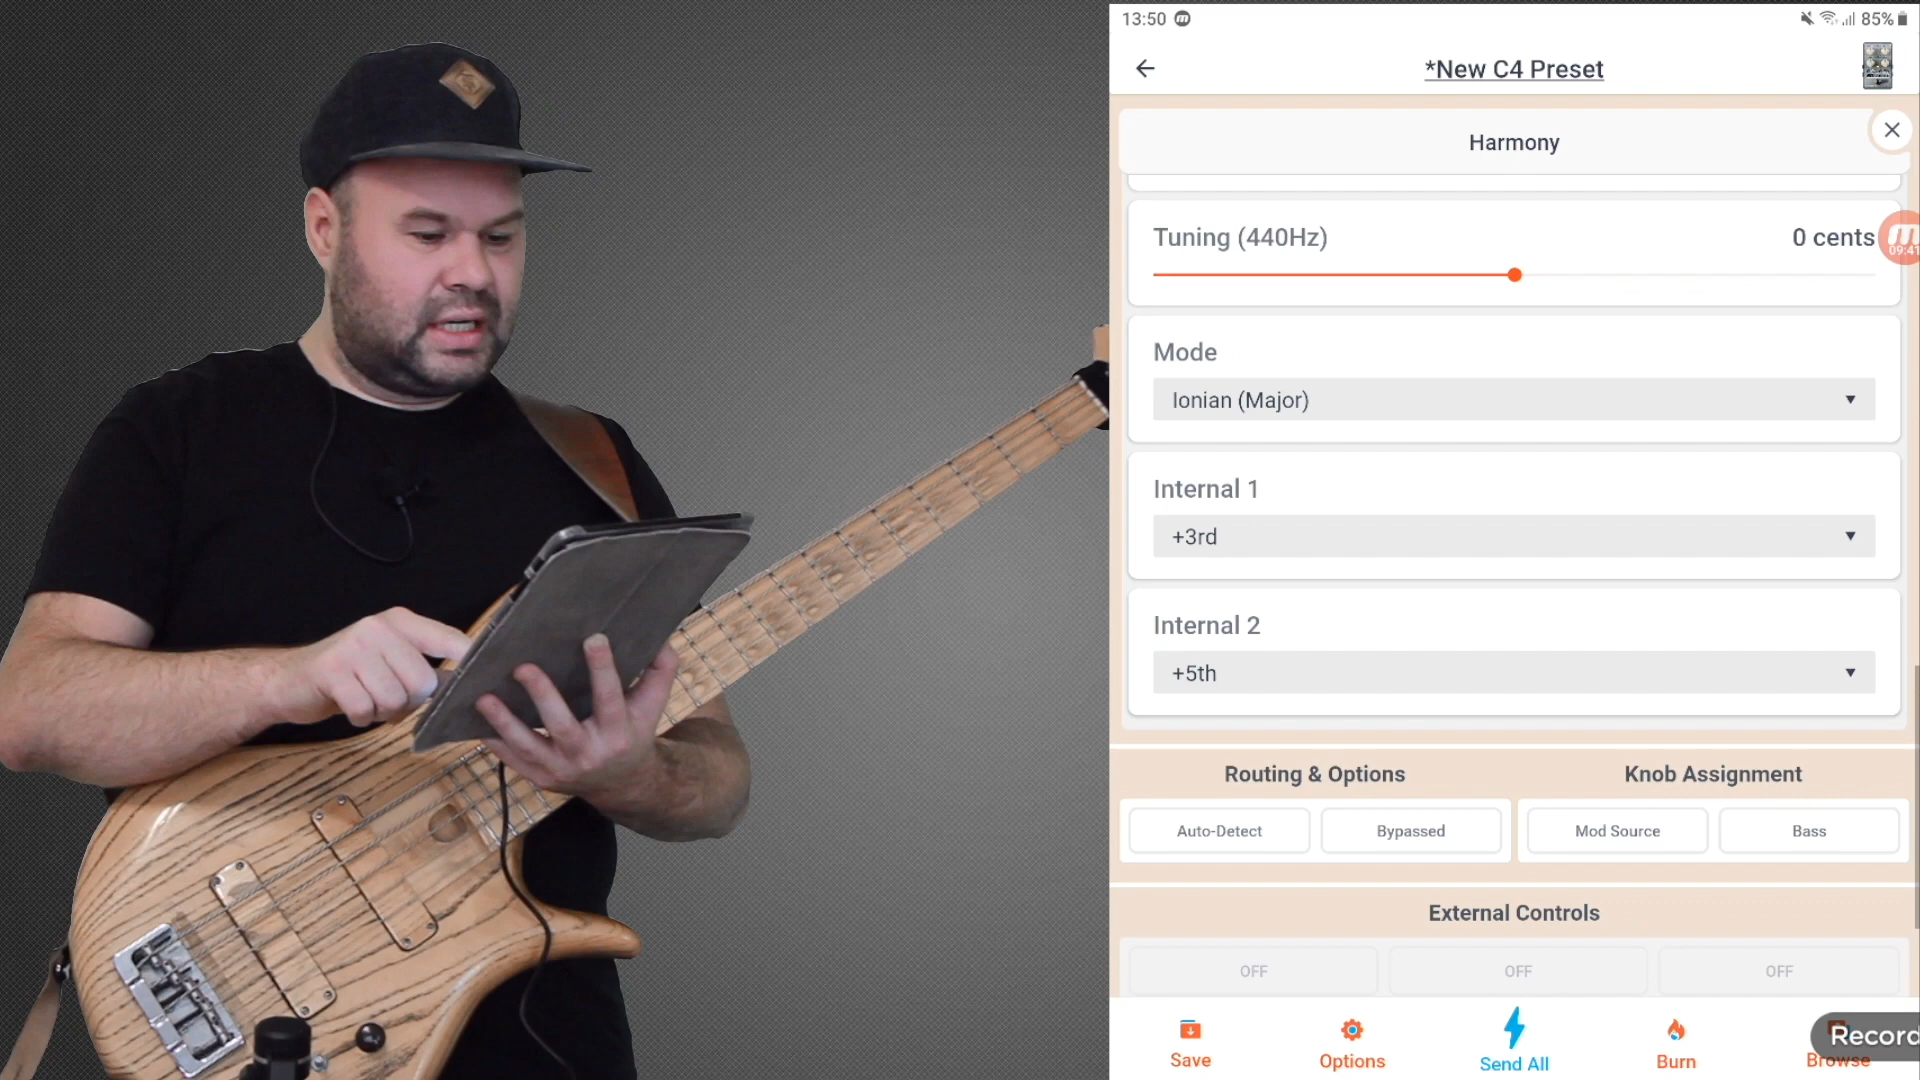 13:50
85%
*New C4 Preset
Harmony
Tuning (440Hz)
0 cents
09:41
Mode
Ionian (Major)
Internal 1
+3rd
Internal 2
+5th
Routing & Options
Knob Assignment
Auto-Detect
Bypassed
Mod Source
Bass
External Controls
OFF
OFF
OFF
Save
Options
Send All
Burn
Browse
Record